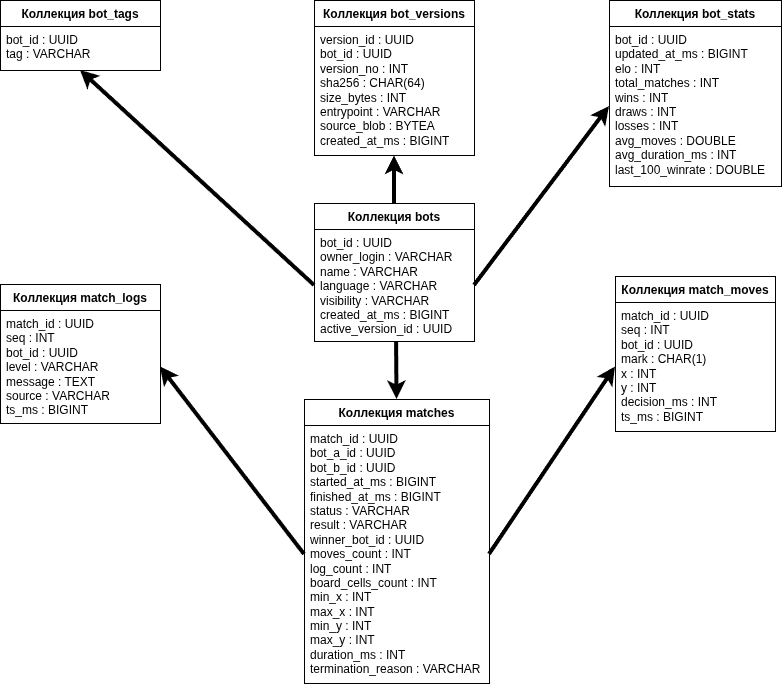 Коллекция bot_tags
bot_id : UUID
tag : VARCHAR
Коллекция bot_versions
version_id : UUID
bot_id : UUID
version_no : INT
sha256 : CHAR(64)
size_bytes : INT
entrypoint : VARCHAR
source_blob : BYTEA
created_at_ms : BIGINT
Коллекция bot_stats
bot_id : UUID
updated_at_ms : BIGINT
elo : INT
total_matches : INT
wins : INT
draws : INT
losses : INT
avg_moves : DOUBLE
avg_duration_ms : INT
last_100_winrate : DOUBLE
Коллекция bots
bot_id : UUID
owner_login : VARCHAR
name : VARCHAR
language : VARCHAR
visibility : VARCHAR
created_at_ms : BIGINT
active_version_id : UUID
Коллекция match_logs
match_id : UUID
seq : INT
bot_id : UUID
level : VARCHAR
message : TEXT
source : VARCHAR
ts_ms : BIGINT
Коллекция match_moves
match_id : UUID
seq : INT
bot_id : UUID
mark : CHAR(1)
x : INT
y : INT
decision_ms : INT
ts_ms : BIGINT
Коллекция matches
match_id : UUID
bot_a_id : UUID
bot_b_id : UUID
started_at_ms : BIGINT
finished_at_ms : BIGINT
status : VARCHAR
result : VARCHAR
winner_bot_id : UUID
moves_count : INT
log_count : INT
board_cells_count : INT
min_x : INT
max_x : INT
min_y : INT
max_y : INT
duration_ms : INT
termination_reason : VARCHAR